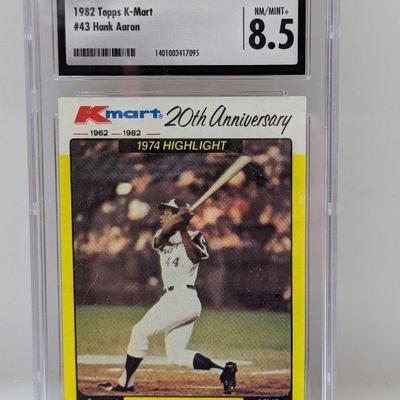 1982 Topps K-Mart
#43 Hank Aaron
1401003417095
NM/MINT+
8.5
Kmart® 20th Anniversary
1962 - 1982
1974 HIGHLIGHT
44